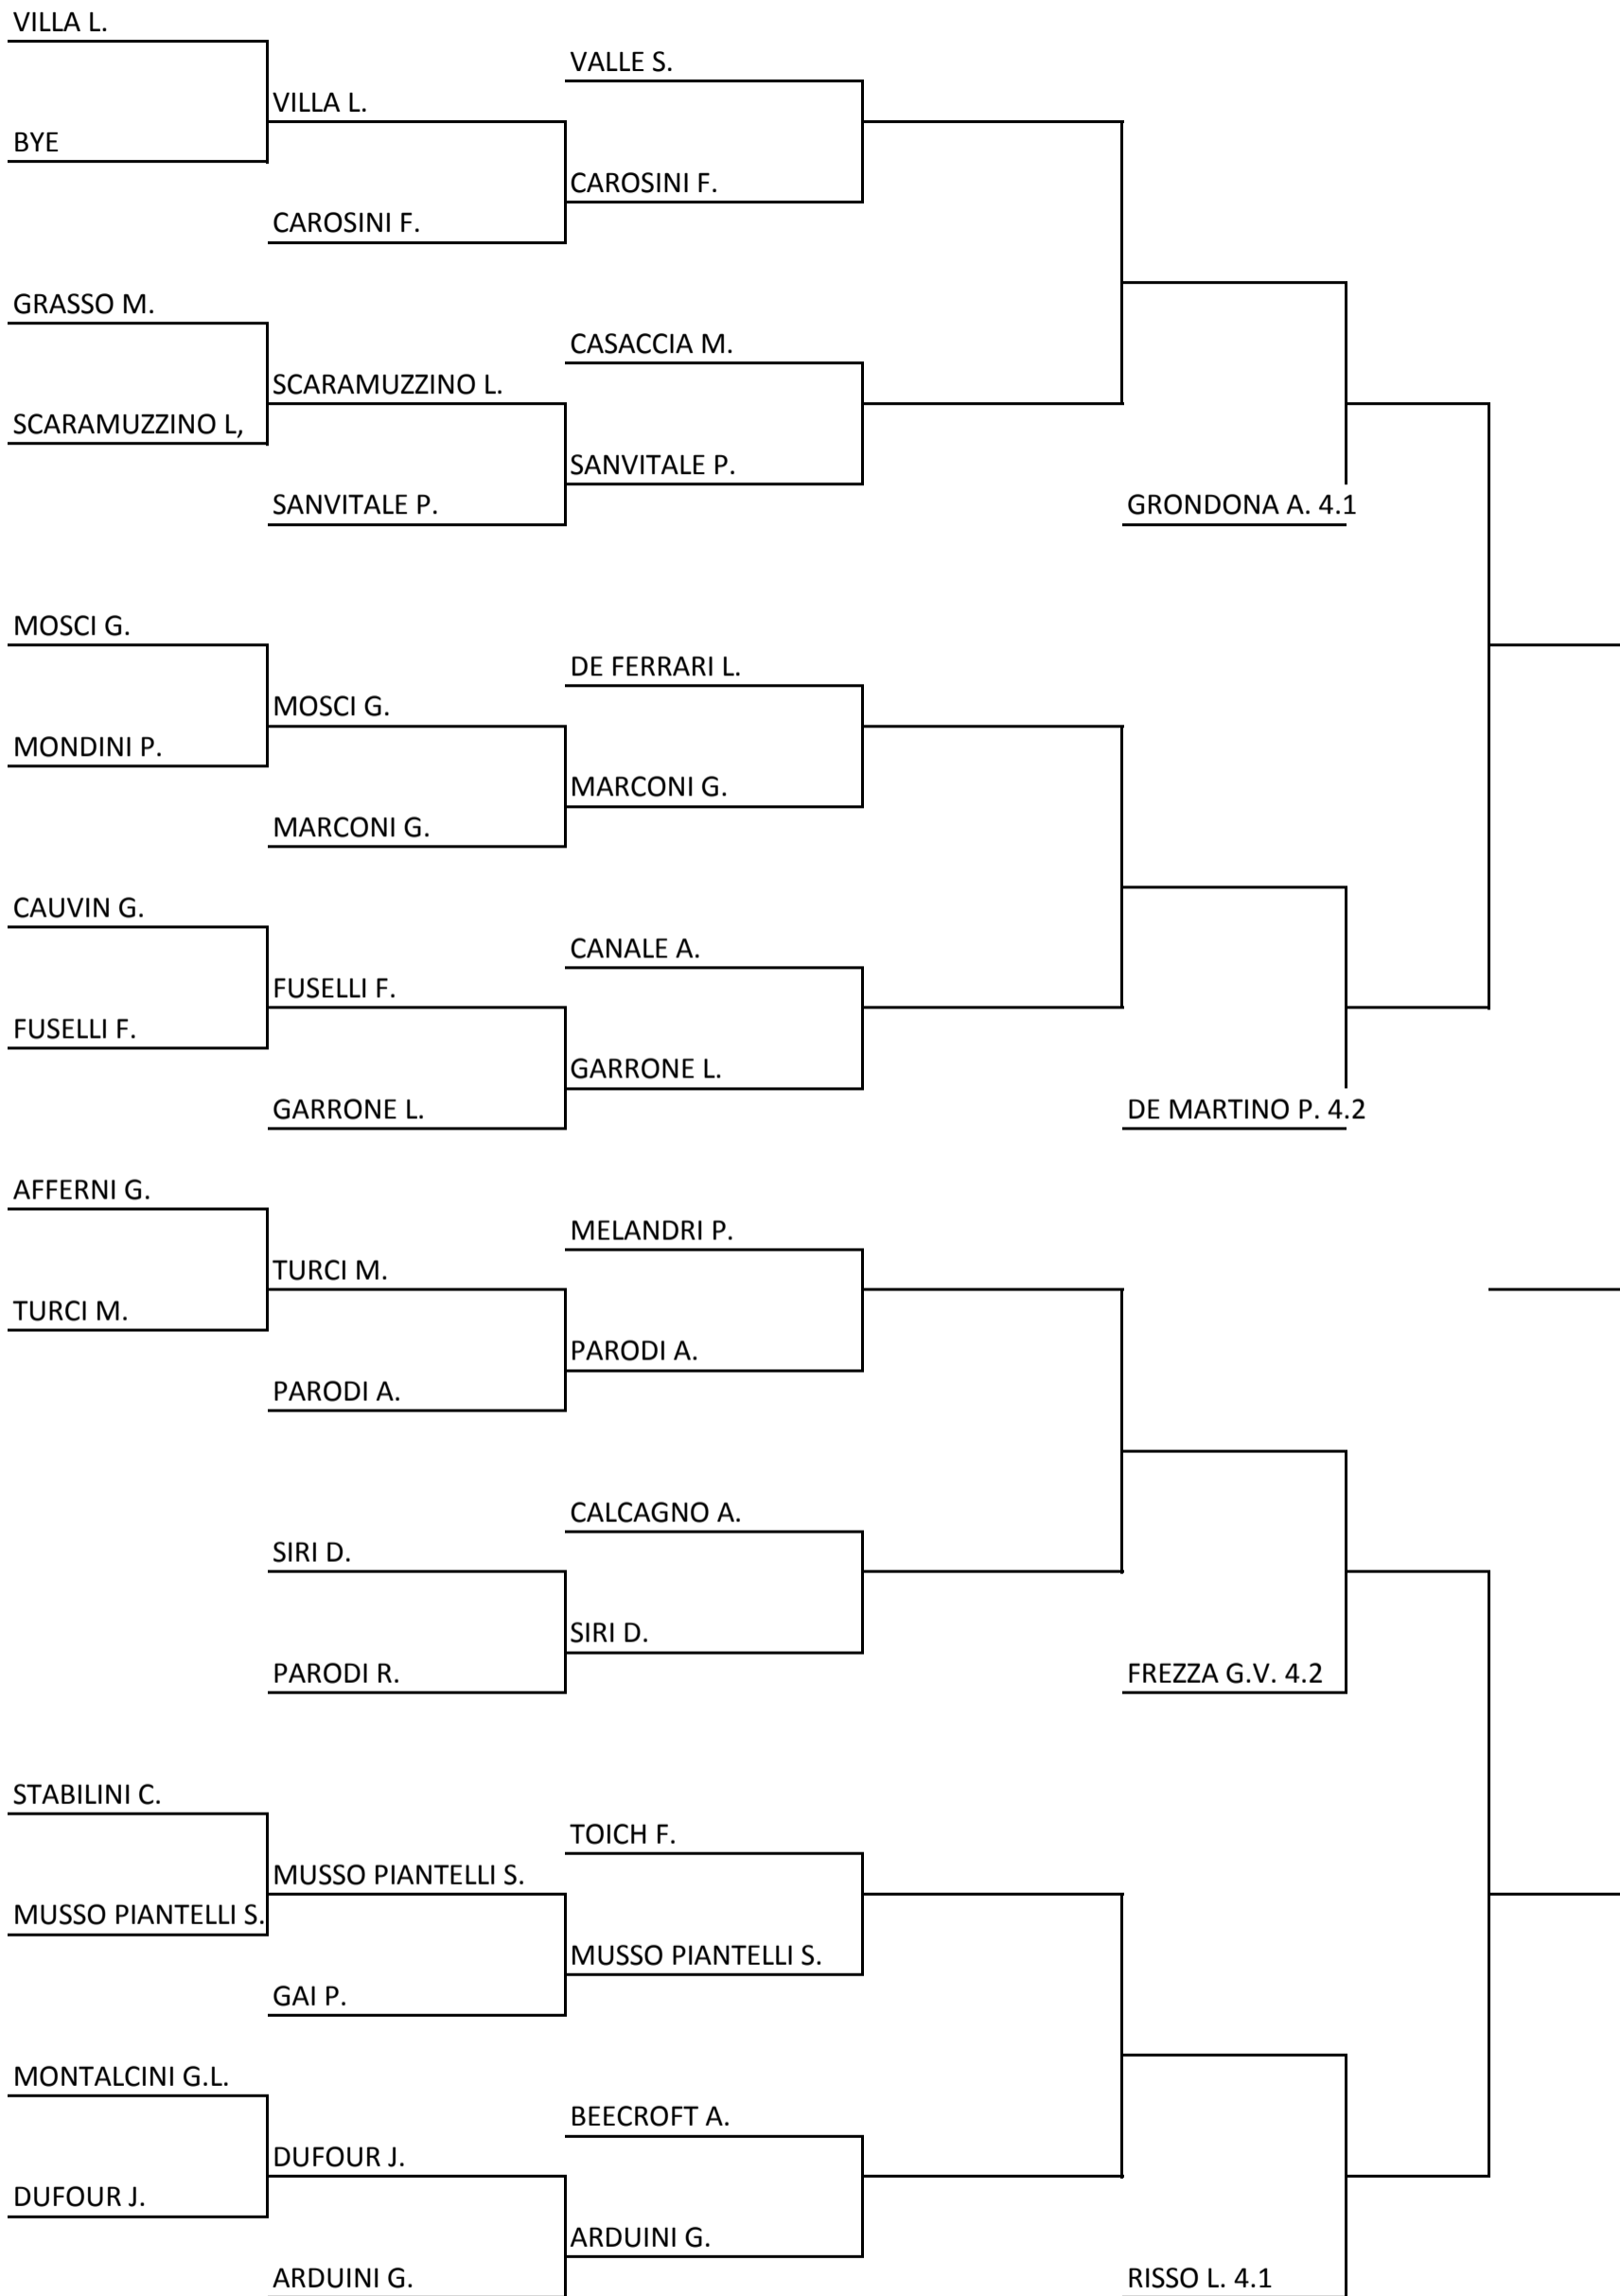 VILLA L.
VALLE S.
VILLA L.
BYE
CAROSINI F.
CAROSINI F.
GRASSO M.
CASACCIA M.
SCARAMUZZINO L.
SCARAMUZZINO L,
SANVITALE P.
SANVITALE P.
GRONDONA A. 4.1
MOSCI G.
DE FERRARI L.
MOSCI G.
MONDINI P.
MARCONI G.
MARCONI G.
CAUVIN G.
CANALE A.
FUSELLI F.
FUSELLI F.
GARRONE L.
GARRONE L.
DE MARTINO P. 4.2
AFFERNI G.
MELANDRI P.
TURCI M.
TURCI M.
PARODI A.
PARODI A.
CALCAGNO A.
SIRI D.
SIRI D.
PARODI R.
FREZZA G.V. 4.2
STABILINI C.
TOICH F.
MUSSO PIANTELLI S.
MUSSO PIANTELLI S.
MUSSO PIANTELLI S.
GAI P.
MONTALCINI G.L.
BEECROFT A.
DUFOUR J.
DUFOUR J.
ARDUINI G.
ARDUINI G.
RISSO L. 4.1